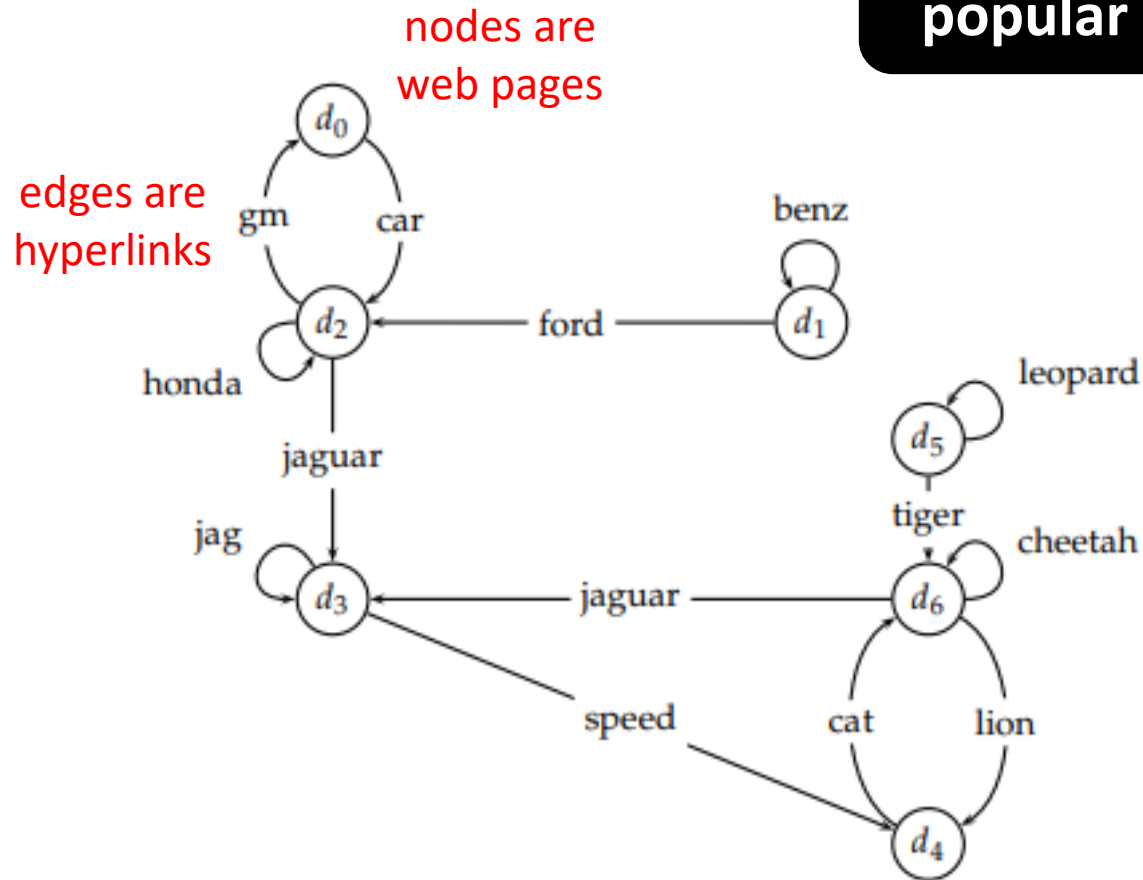 popular
nodes are
web pages
edges are
hyperlinks
d₀
gm
car
benz
d₂
ford
d₁
honda
leopard
d₅
jaguar
tiger
jag
cheetah
d₃
jaguar
d₆
speed
cat
lion
d₄